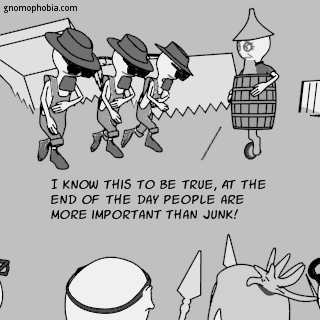 gnomophobia.com
I KNOW THIS TO BE TRUE, AT THE
END OF THE DAY PEOPLE ARE
MORE IMPORTANT THAN JUNK!